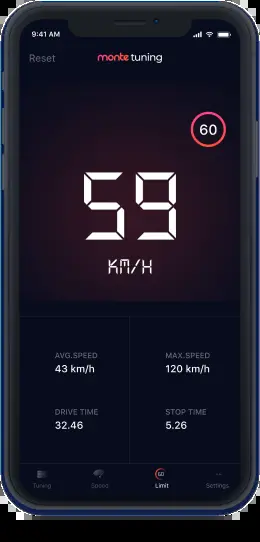 9:41 AM
Reset
monte tuning
60
59
KM/H
AVG.SPEED
MAX.SPEED
43 km/h
120 km/h
DRIVE TIME
STOP TIME
32.46
5.26
60
Tuning
Speed
Limit
Settings